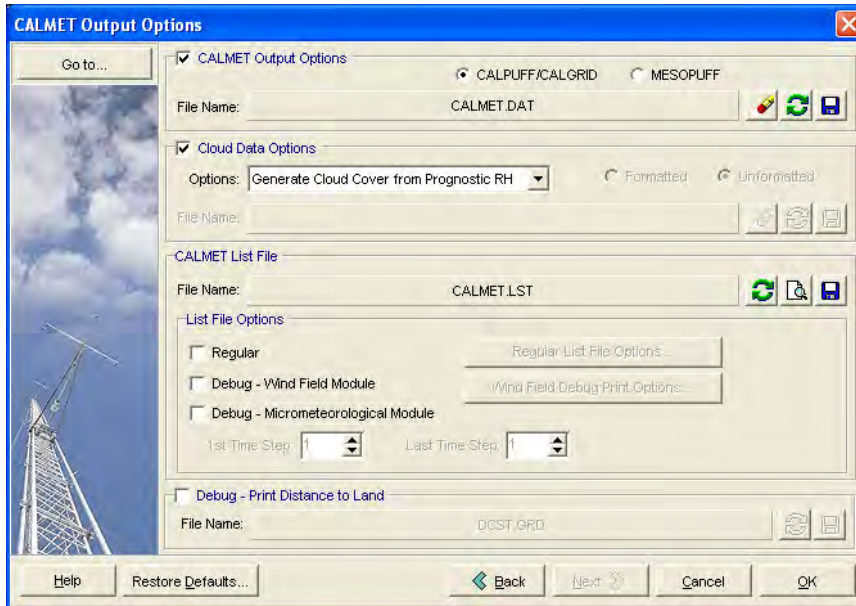 CALMET Output Options
Go to...
CALMET Output Options
CALPUFF/CALGRID MESOPUFF
File Name: CALMET.DAT
Cloud Data Options
Options: Generate Cloud Cover from Prognostic RH Formatted Unformatted
File Name:
CALMET List File
File Name: CALMET.LST
List File Options
Regular Regular List File Options...
Debug - Wind Field Module Wind Field Debug Print Options...
Debug - Micrometeorological Module
1st Time Step: 1 Last Time Step: 1
Debug - Print Distance to Land
File Name: DCST.GRD
Help Restore Defaults... Back Next Cancel OK